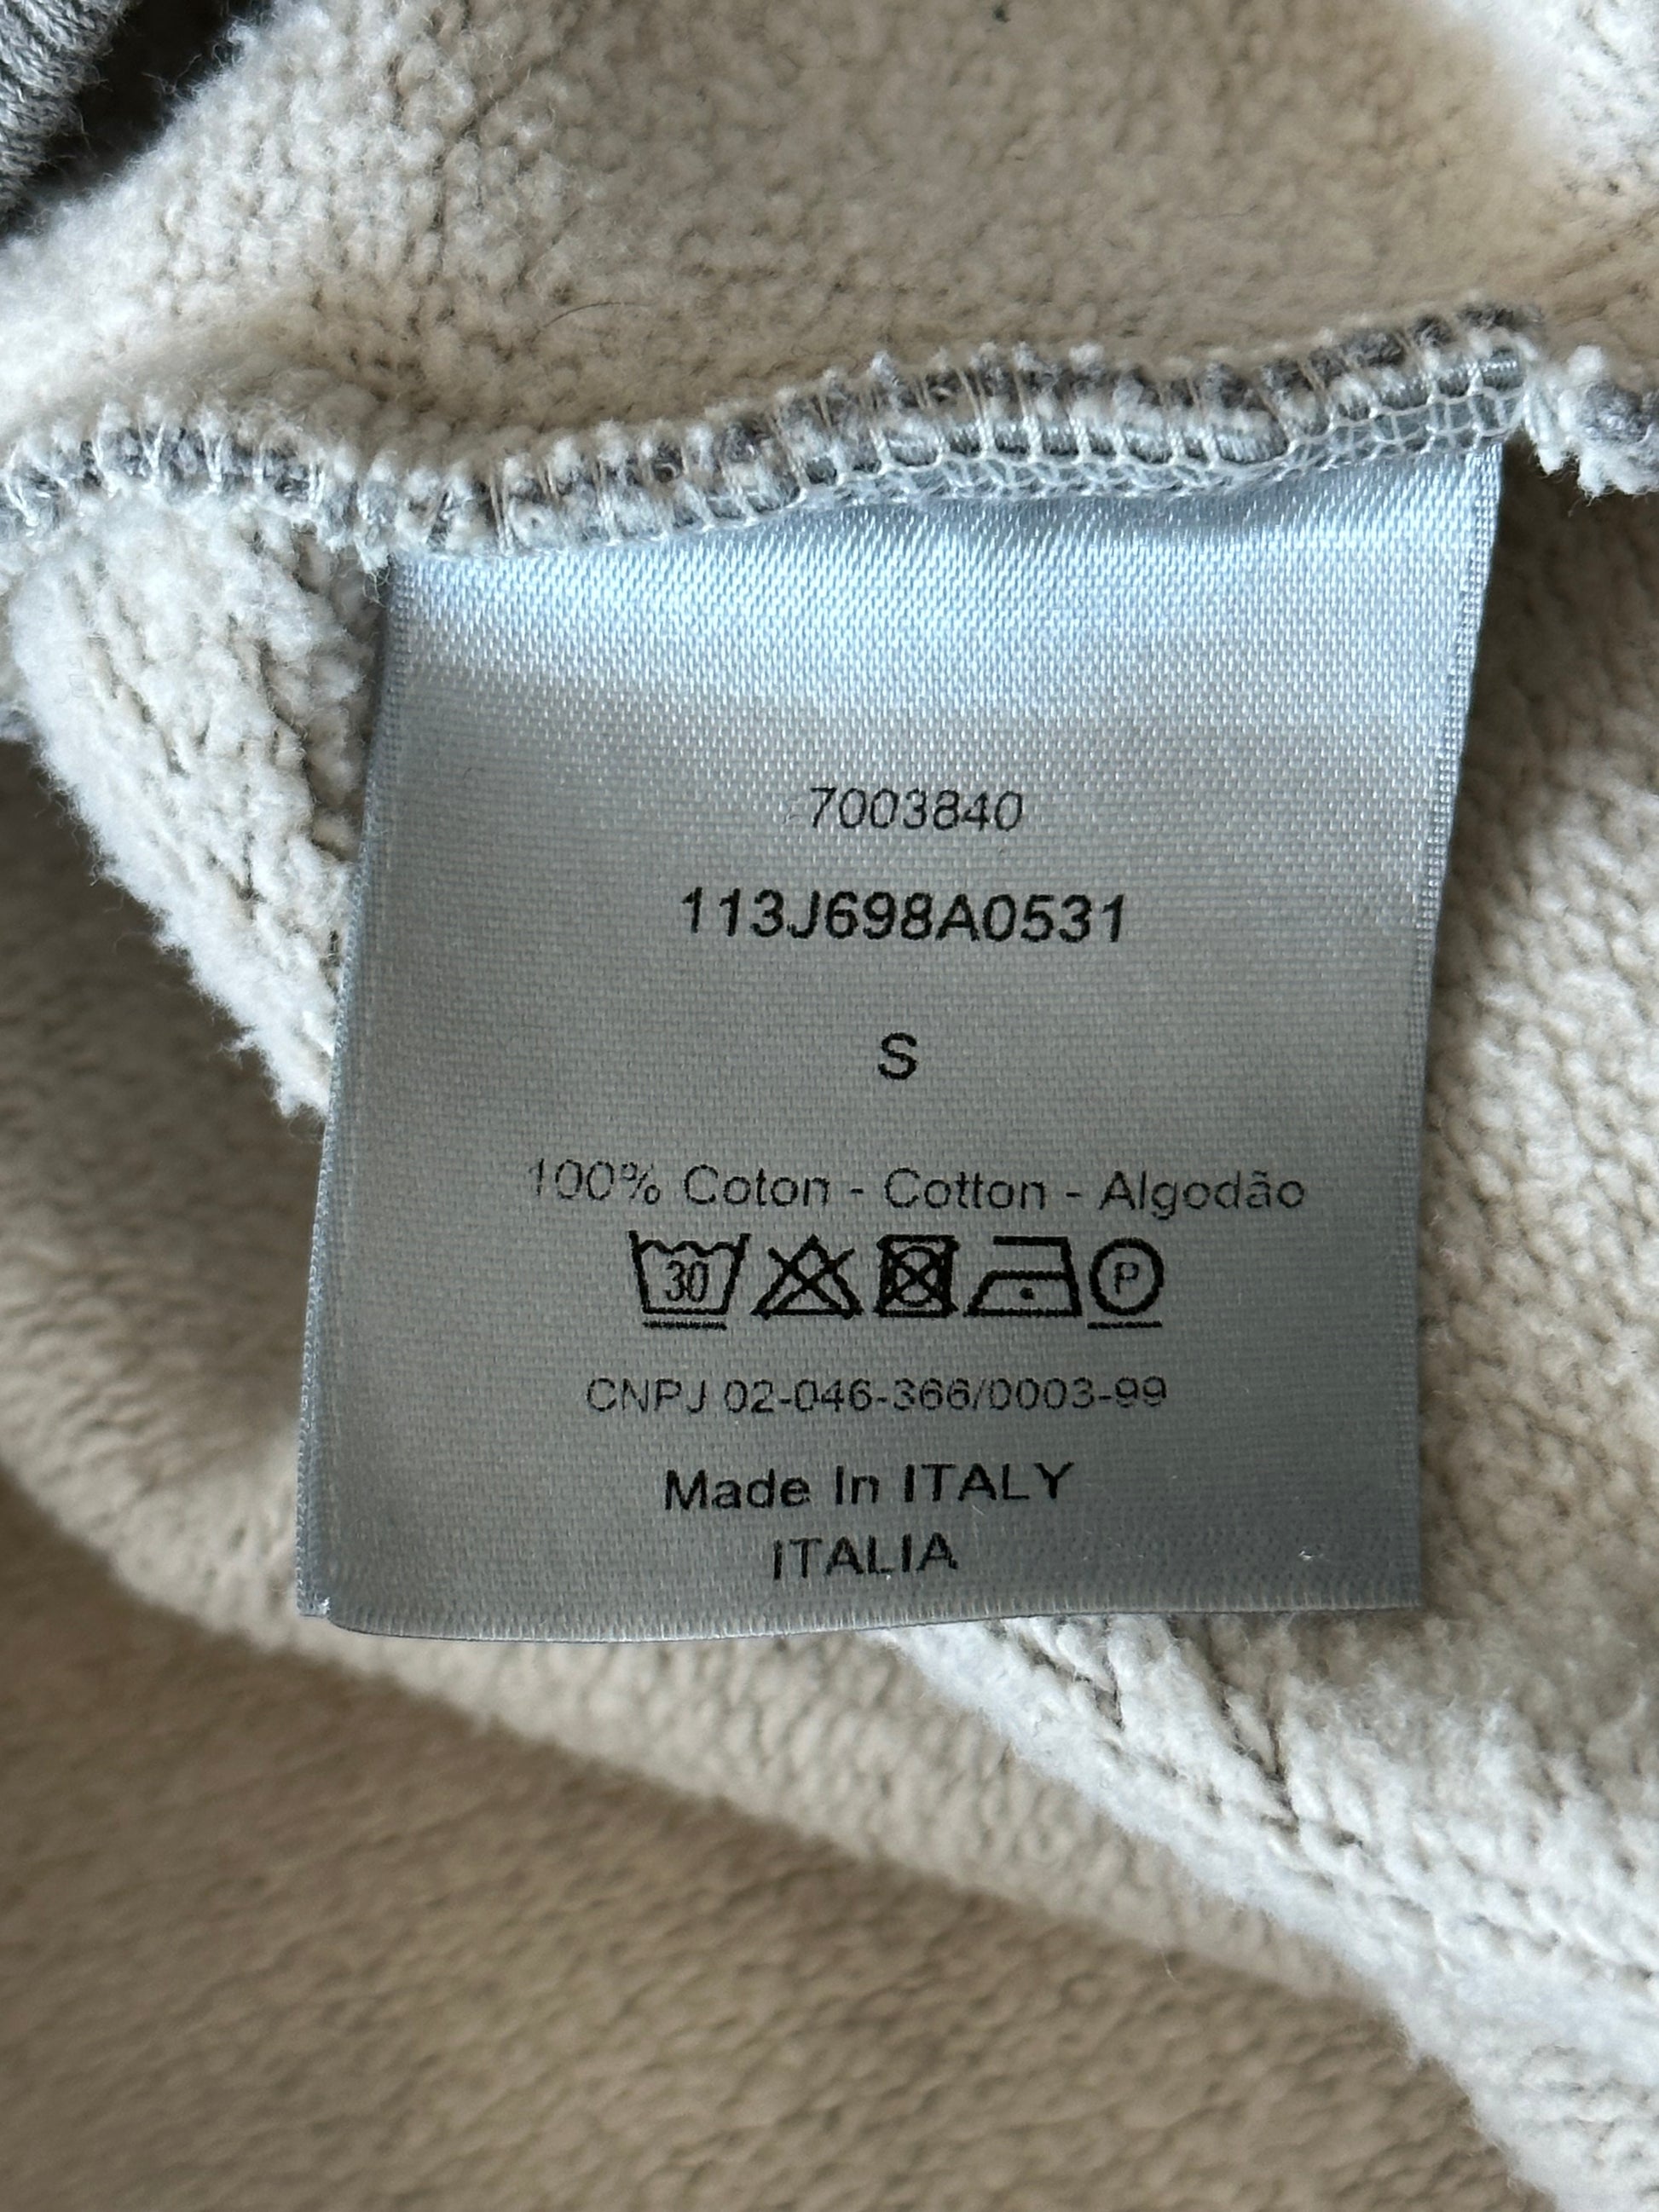 7003840
113J698A0531
S
100% Coton - Cotton - Algodão
30 P
CNPJ 02-046-366/0003-99
Made In ITALY
ITALIA